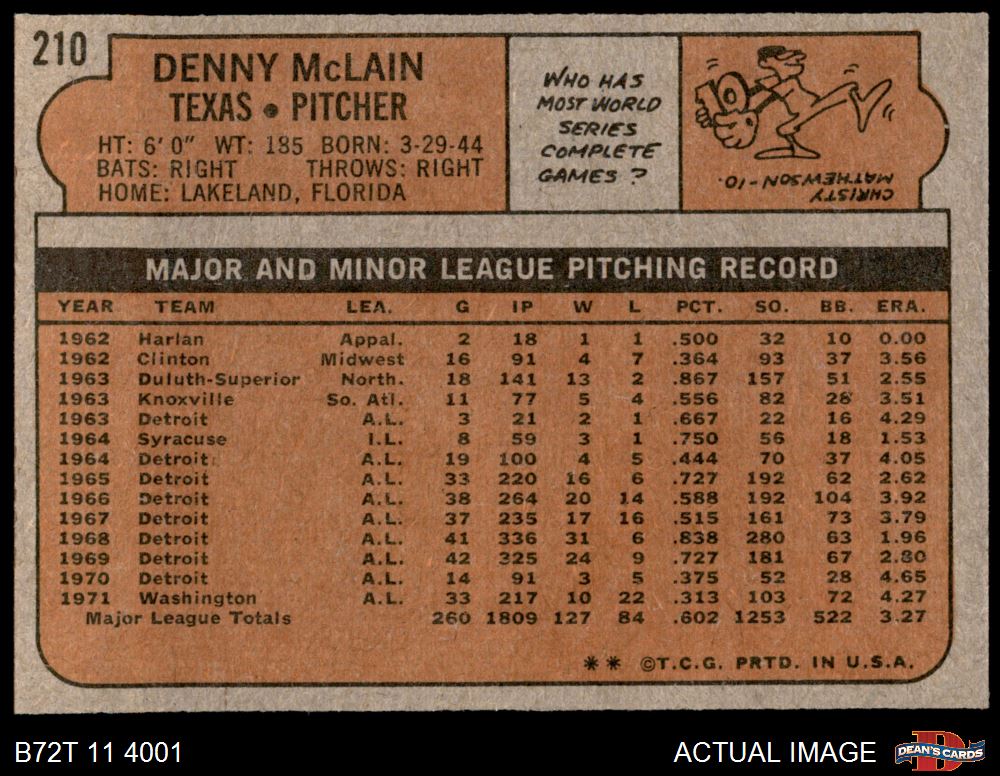 210
DENNY McLAIN
TEXAS • PITCHER
HT: 6'0" WT: 185 BORN: 3-29-44
BATS: RIGHT THROWS: RIGHT
HOME: LAKELAND, FLORIDA
WHO HAS
MOST WORLD
SERIES
COMPLETE
GAMES ?
10
CHRISTY
MATHEWSON-10.
MAJOR AND MINOR LEAGUE PITCHING RECORD
YEAR TEAM LEA. G IP W L PCT. SO. BB. ERA.
1962 Harlan Appal. 2 18 1 1 .500 32 10 0.00
1962 Clinton Midwest 16 91 4 7 .364 93 37 3.56
1963 Duluth-Superior North. 18 141 13 2 .867 157 51 2.55
1963 Knoxville So. Atl. 11 77 5 4 .556 82 28 3.51
1963 Detroit A.L. 3 21 2 1 .667 22 16 4.29
1964 Syracuse I.L. 8 59 3 1 .750 56 18 1.53
1964 Detroit A.L. 19 100 4 5 .444 70 37 4.05
1965 Detroit A.L. 33 220 16 6 .727 192 62 2.62
1966 Detroit A.L. 38 264 20 14 .588 192 104 3.92
1967 Detroit A.L. 37 235 17 16 .515 161 73 3.79
1968 Detroit A.L. 41 336 31 6 .838 280 63 1.96
1969 Detroit A.L. 42 325 24 9 .727 181 67 2.80
1970 Detroit A.L. 14 91 3 5 .375 52 28 4.65
1971 Washington A.L. 33 217 10 22 .313 103 72 4.27
Major League Totals 260 1809 127 84 .602 1253 522 3.27
** ©T.C.G. PRTD. IN U.S.A.
B72T 11 4001
ACTUAL IMAGE
D
DEAN'S CARDS